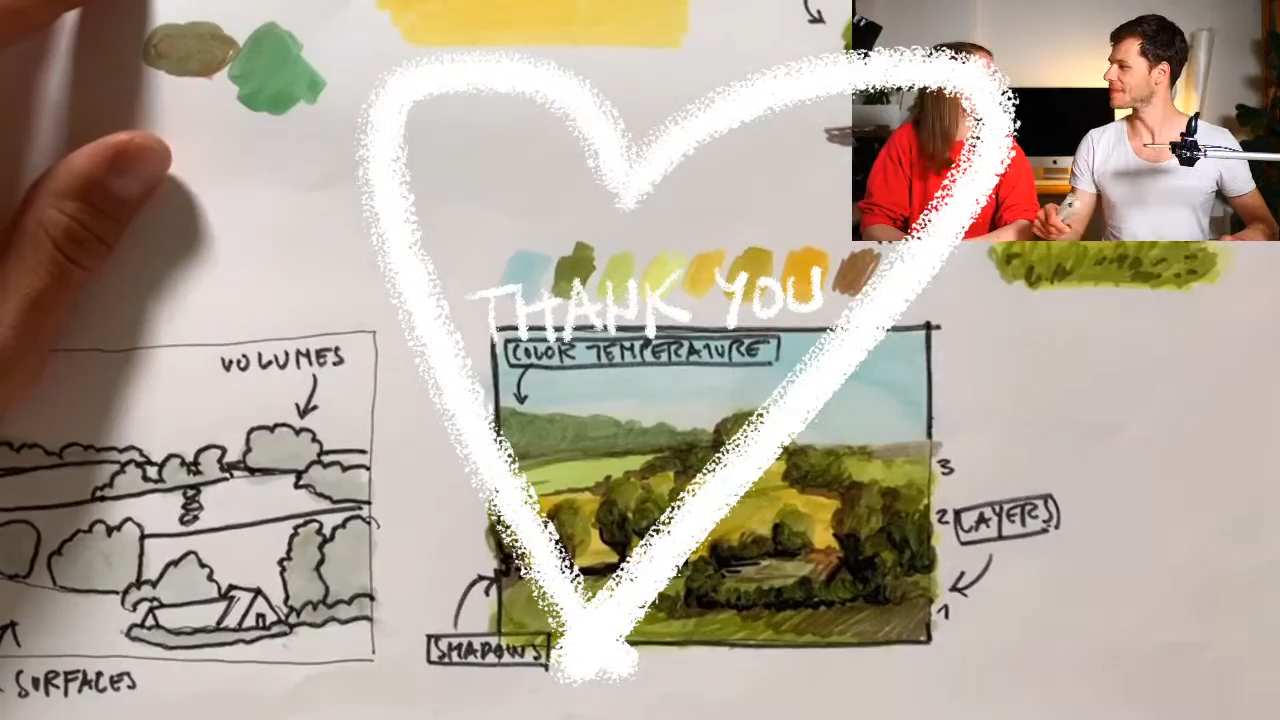 THANK YOU
VOLUMES
COLOR TEMPERATURE
3
2
LAYERS
1
SHADOWS
SURFACES